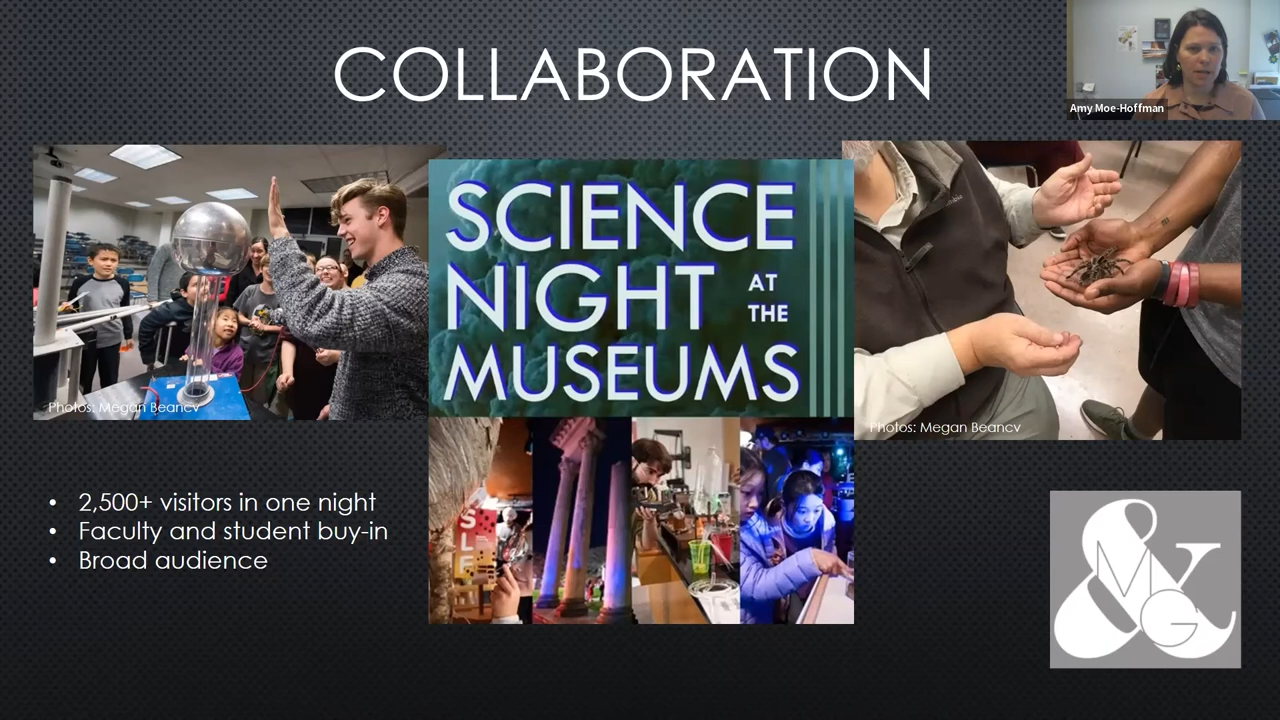 COLLABORATION
Amy Moe-Hoffman
SCIENCE
NIGHT AT
THE
MUSEUMS
Photos: Megan Beancv
Photos: Megan Beancv
• 2,500+ visitors in one night
• Faculty and student buy-in
• Broad audience
M&G